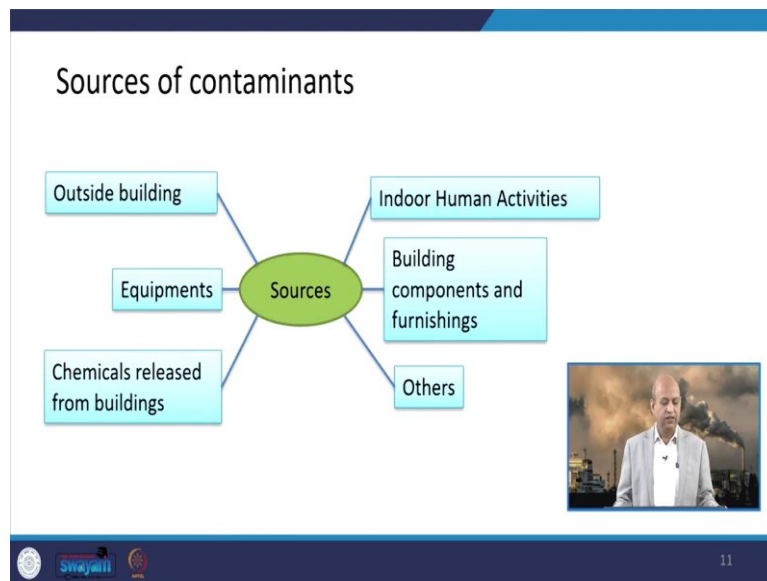 Sources of contaminants
Outside building
Equipments
Chemicals released
from buildings
Sources
Indoor Human Activities
Building
components and
furnishings
Others
swayam
11